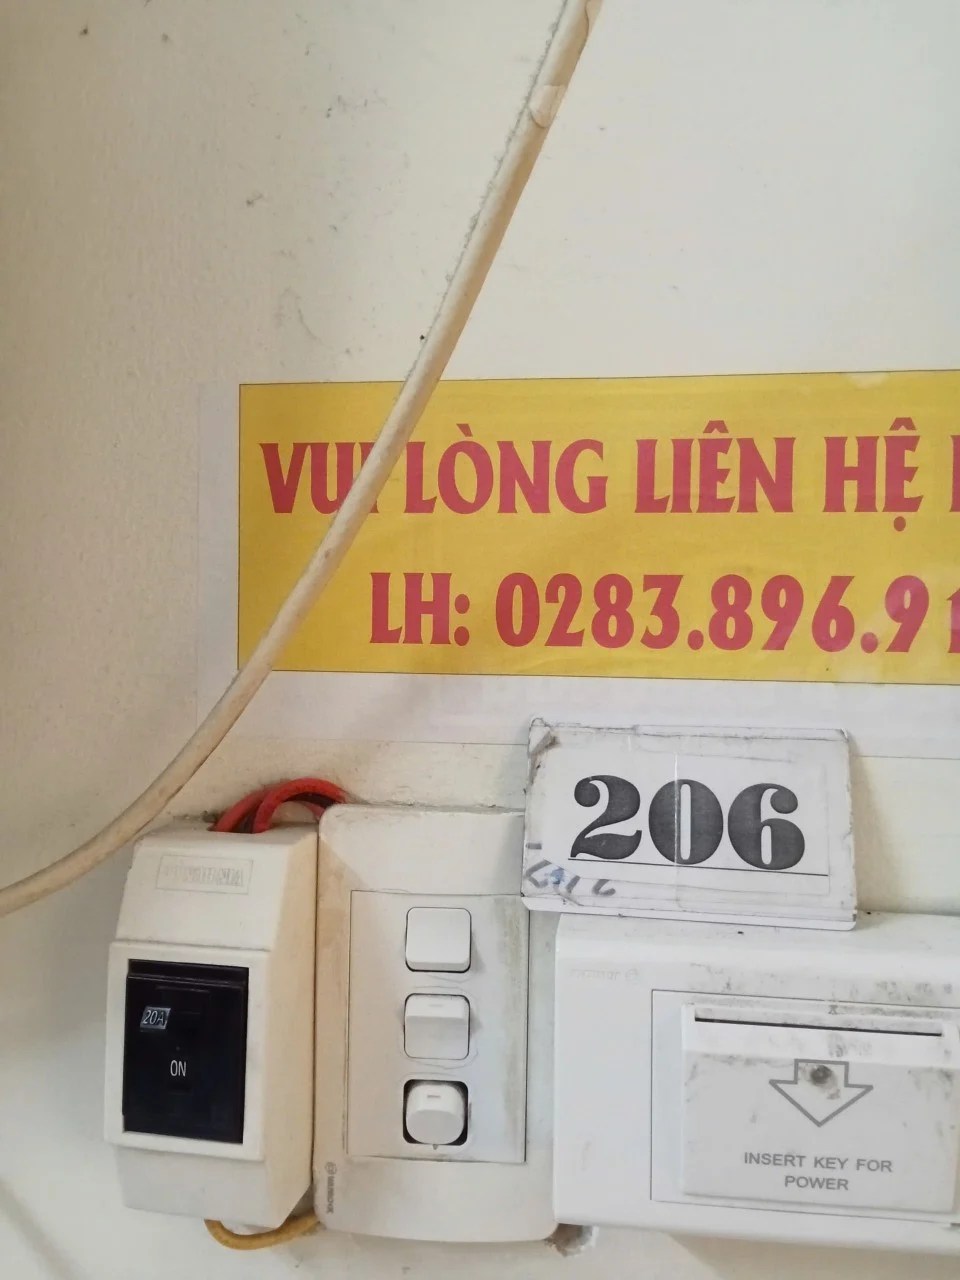 VUI LÒNG LIÊN HỆ
LH: 0283.896.91
206
20A
ON
INSERT KEY FOR
POWER